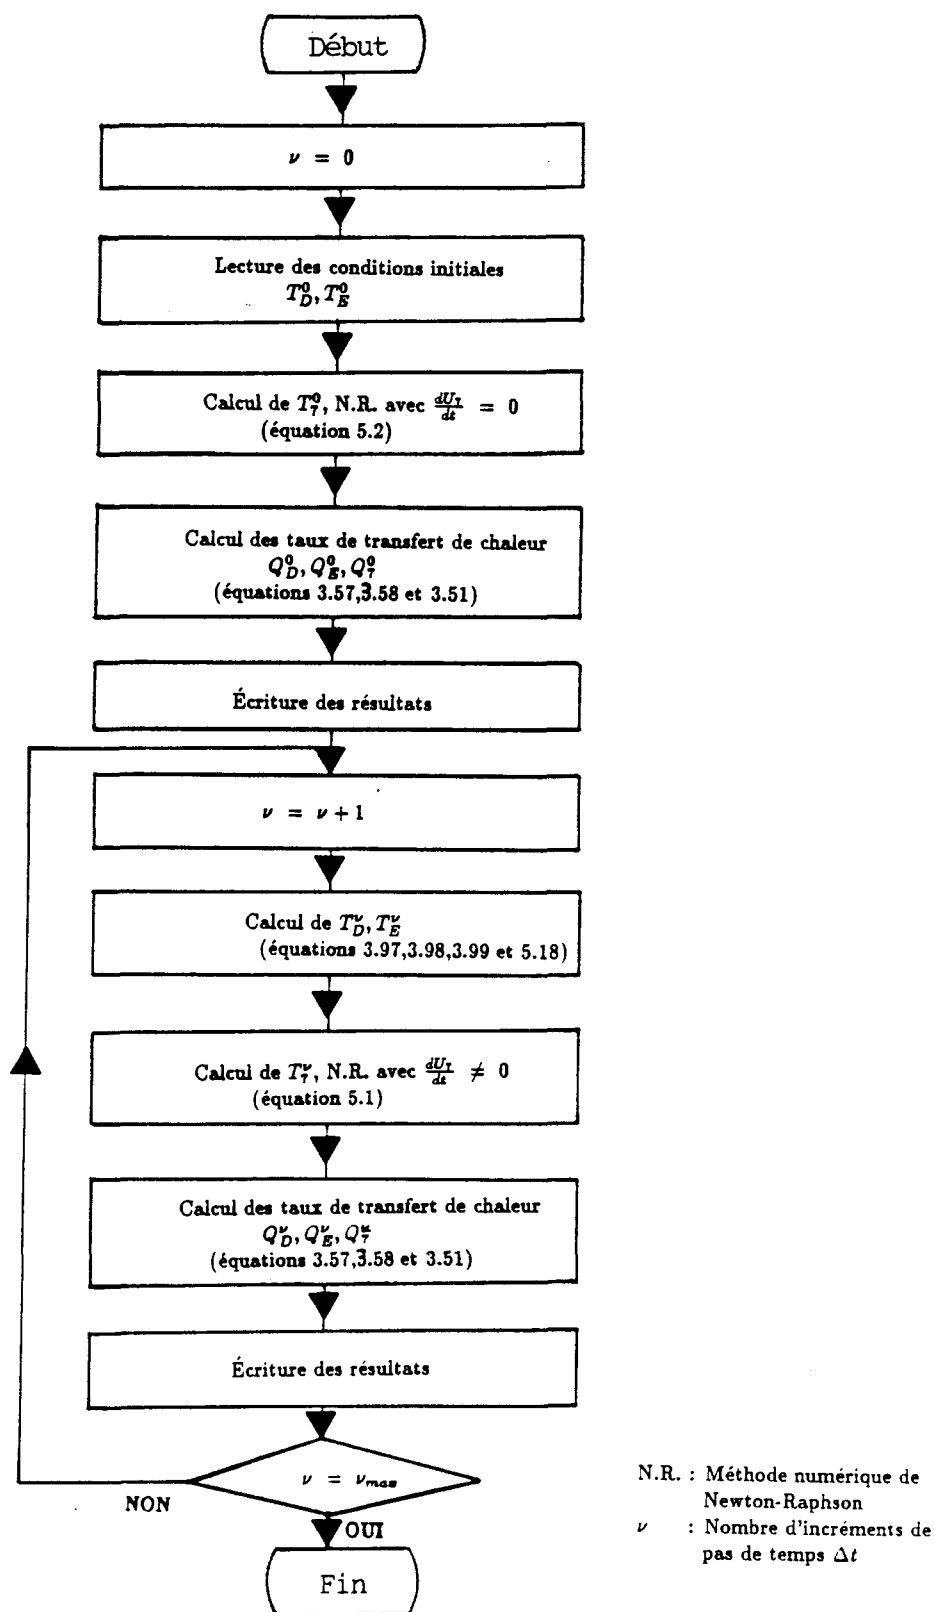 Début
ν = 0
Lecture des conditions initiales
T_D^0, T_E^0
Calcul de T_7^0, N.R. avec dU_7/dt = 0
(équation 5.2)
Calcul des taux de transfert de chaleur
Q_D^0, Q_E^0, Q_7^0
(équations 3.57,3.58 et 3.51)
Écriture des résultats
ν = ν + 1
Calcul de T_D^ν, T_E^ν
(équations 3.97,3.98,3.99 et 5.18)
Calcul de T_7^ν, N.R. avec dU_7/dt ≠ 0
(équation 5.1)
Calcul des taux de transfert de chaleur
Q_D^ν, Q_E^ν, Q_7^ν
(équations 3.57,3.58 et 3.51)
Écriture des résultats
ν = ν_max
NON
OUI
Fin
N.R. : Méthode numérique de
Newton-Raphson
ν : Nombre d'incréments de
pas de temps Δt